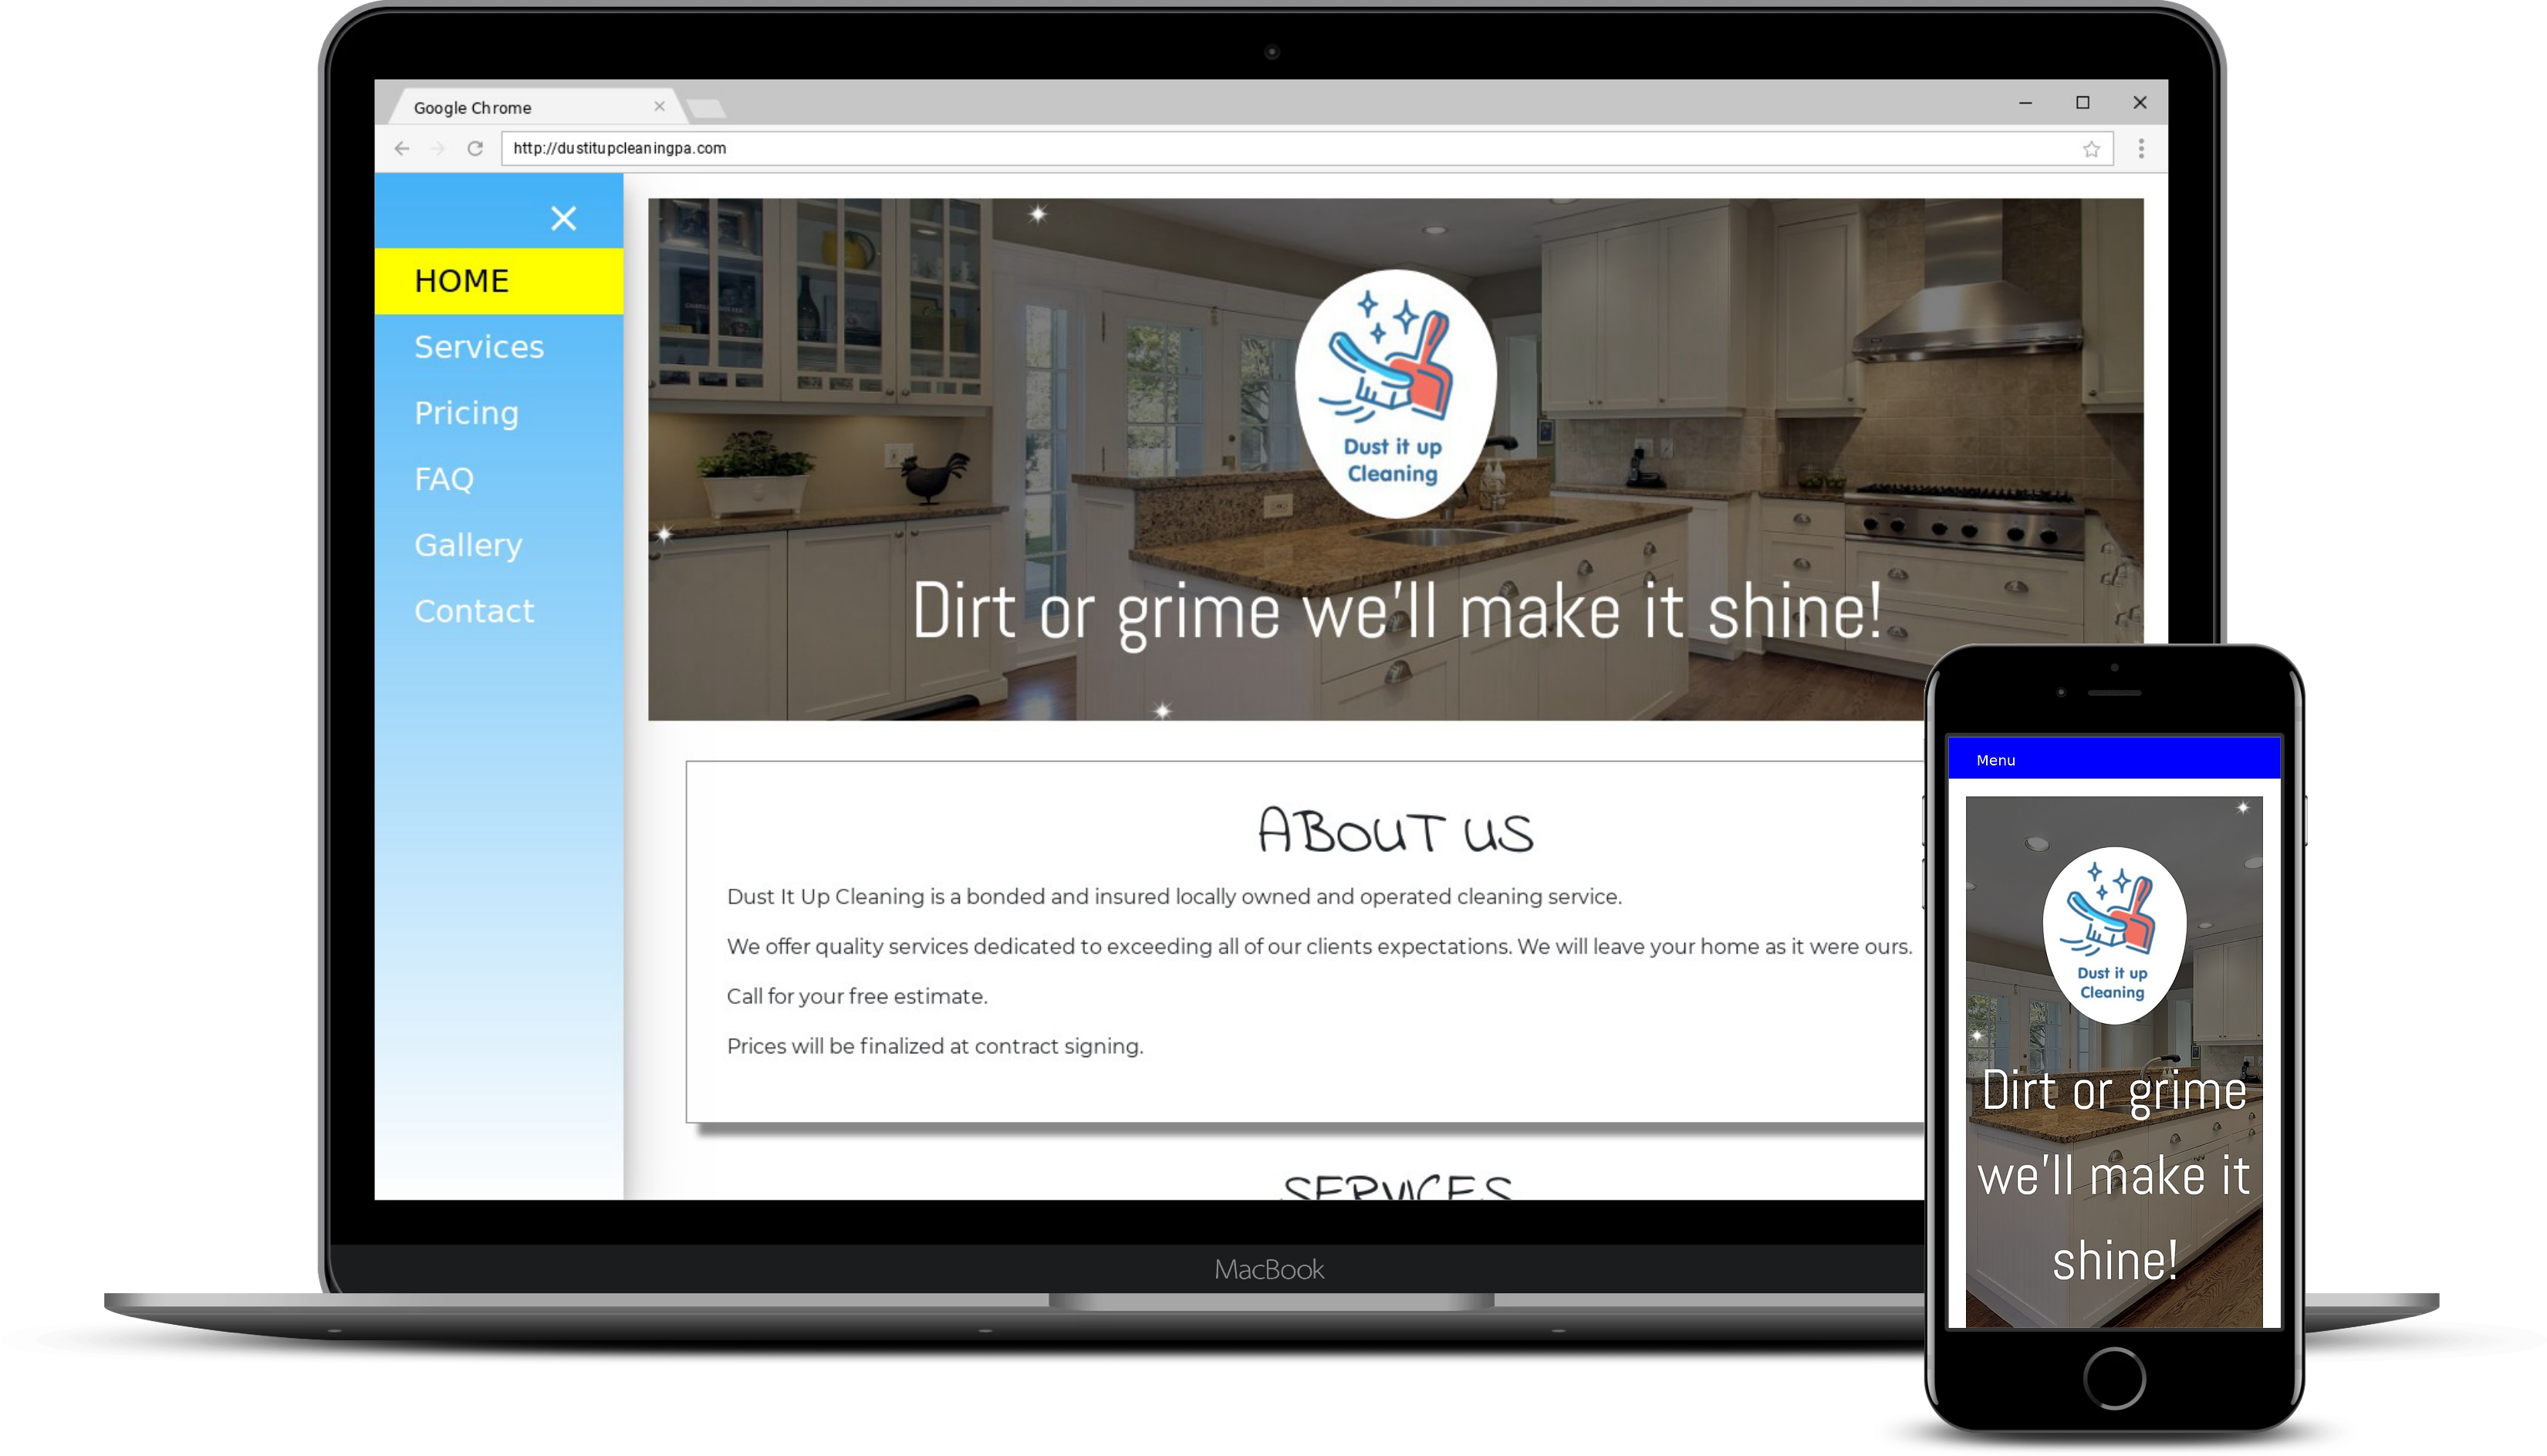 Google Chrome
http://dustitupcleaningpa.com
HOME
Services
Pricing
FAQ
Gallery
Contact
Dust it up
Cleaning
Dirt or grime we'll make it shine!
ABOUT US
Dust It Up Cleaning is a bonded and insured locally owned and operated cleaning service.
We offer quality services dedicated to exceeding all of our clients expectations. We will leave your home as it were ours.
Call for your free estimate.
Prices will be finalized at contract signing.
SERVICES
MacBook
Menu
Dust it up
Cleaning
Dirt or grime
we'll make it
shine!